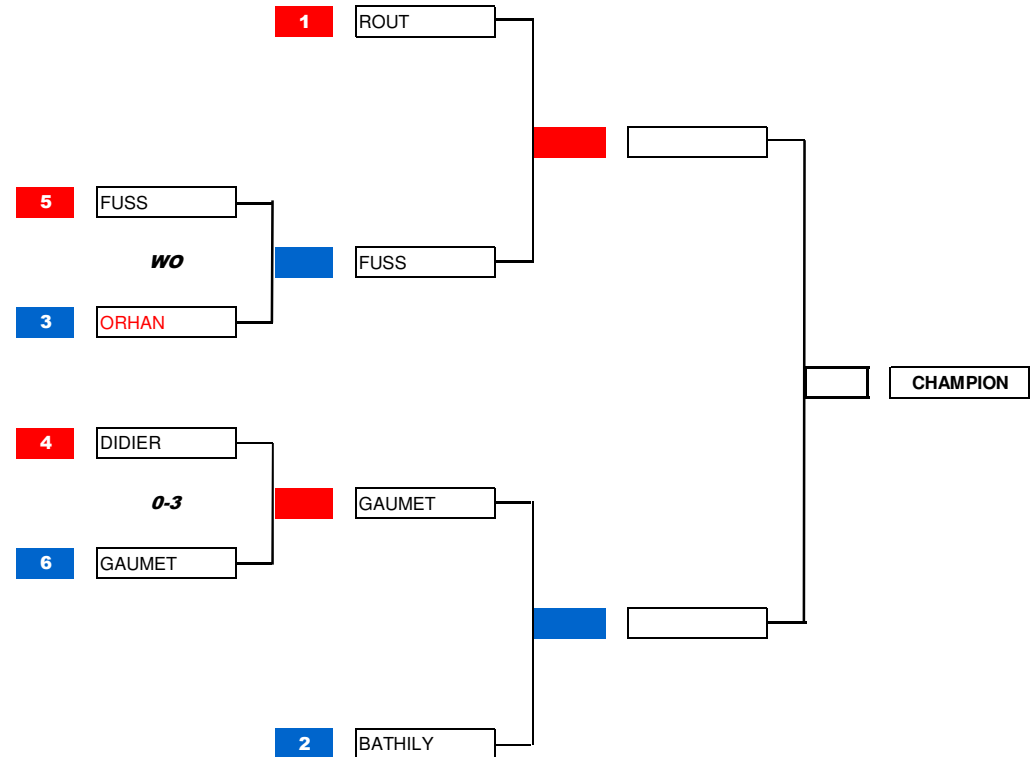 1 ROUT
5 FUSS
WO
FUSS
3 ORHAN
CHAMPION
4 DIDIER
0-3
GAUMET
6 GAUMET
2 BATHILY